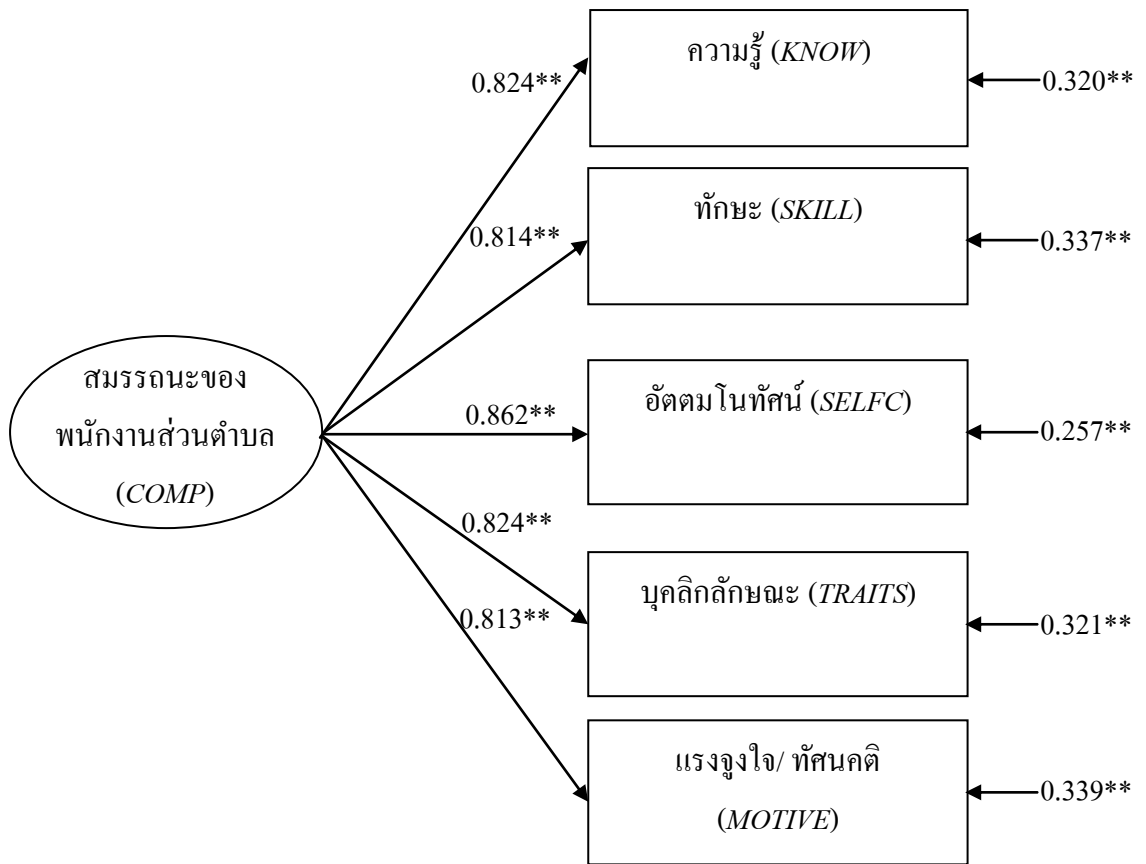 ความรู้ (KNOW)
0.824**
0.320**
ทักษะ (SKILL)
0.814**
0.337**
สมรรถนะของ
พนักงานส่วนตำบล
(COMP)
อัตตมโนทัศน์ (SELFC)
0.862**
0.257**
บุคลิกลักษณะ (TRAITS)
0.824**
0.321**
แรงจูงใจ/ ทัศนคติ
(MOTIVE)
0.813**
0.339**